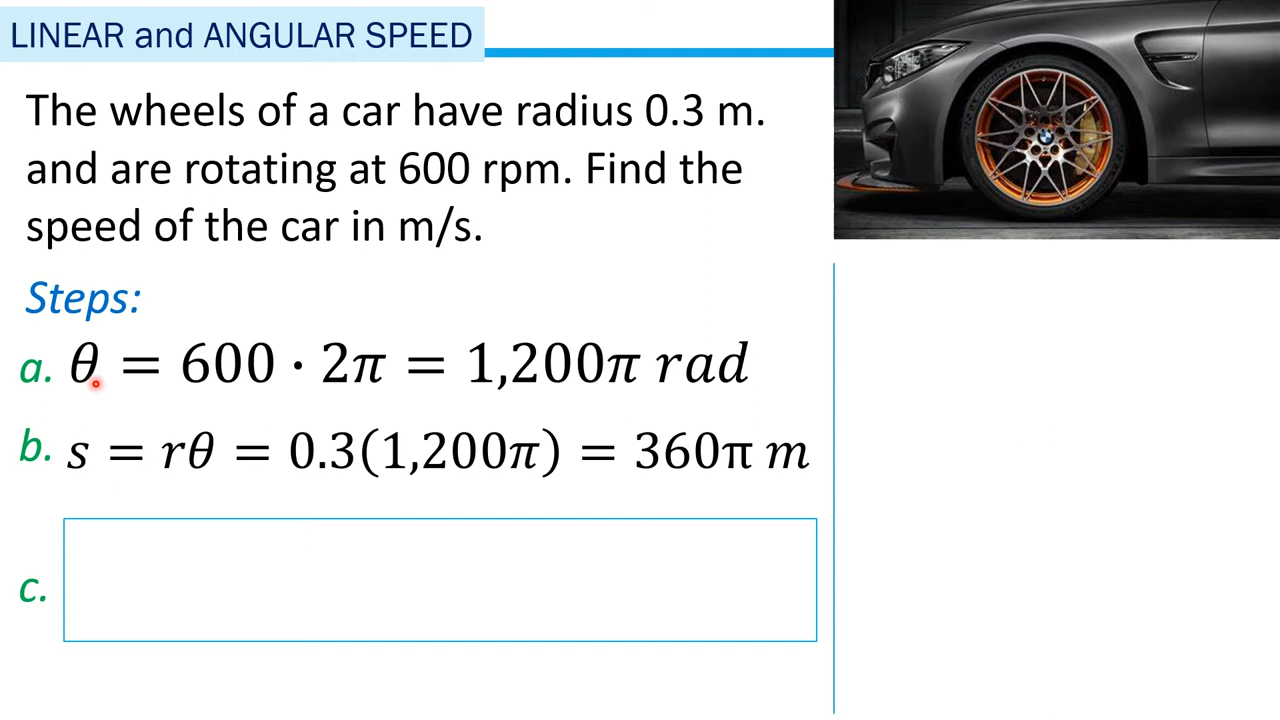 LINEAR and ANGULAR SPEED
The wheels of a car have radius 0.3 m.
and are rotating at 600 rpm. Find the
speed of the car in m/s.
Steps:
a. θ = 600 · 2π = 1,200π rad
b. s = rθ = 0.3(1,200π) = 360π m
c.